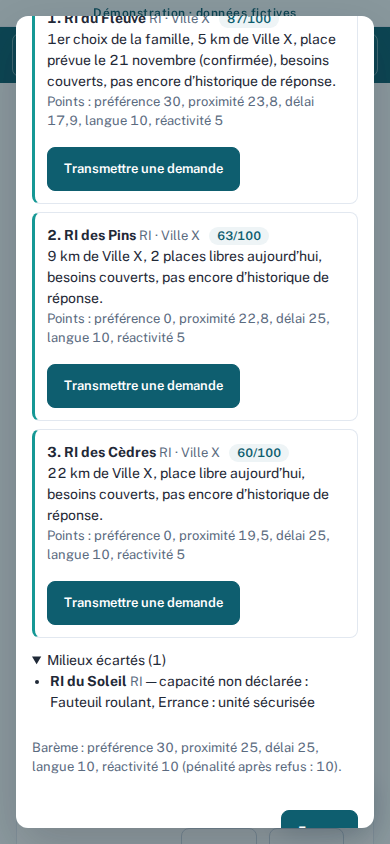 Démonstration : données fictives
1. RI du Fleuve RI · Ville X 87/100
1er choix de la famille, 5 km de Ville X, place
prévue le 21 novembre (confirmée), besoins
couverts, pas encore d’historique de réponse.
Points : préférence 30, proximité 23,8, délai
17,9, langue 10, réactivité 5
Transmettre une demande
2. RI des Pins RI · Ville X 63/100
9 km de Ville X, 2 places libres aujourd’hui,
besoins couverts, pas encore d’historique de
réponse.
Points : préférence 0, proximité 22,8, délai 25,
langue 10, réactivité 5
Transmettre une demande
3. RI des Cèdres RI · Ville X 60/100
22 km de Ville X, place libre aujourd’hui,
besoins couverts, pas encore d’historique de
réponse.
Points : préférence 0, proximité 19,5, délai 25,
langue 10, réactivité 5
Transmettre une demande
▼ Milieux écartés (1)
• RI du Soleil RI — capacité non déclarée :
Fauteuil roulant, Errance : unité sécurisée
Barème : préférence 30, proximité 25, délai 25,
langue 10, réactivité 10 (pénalité après refus : 10).